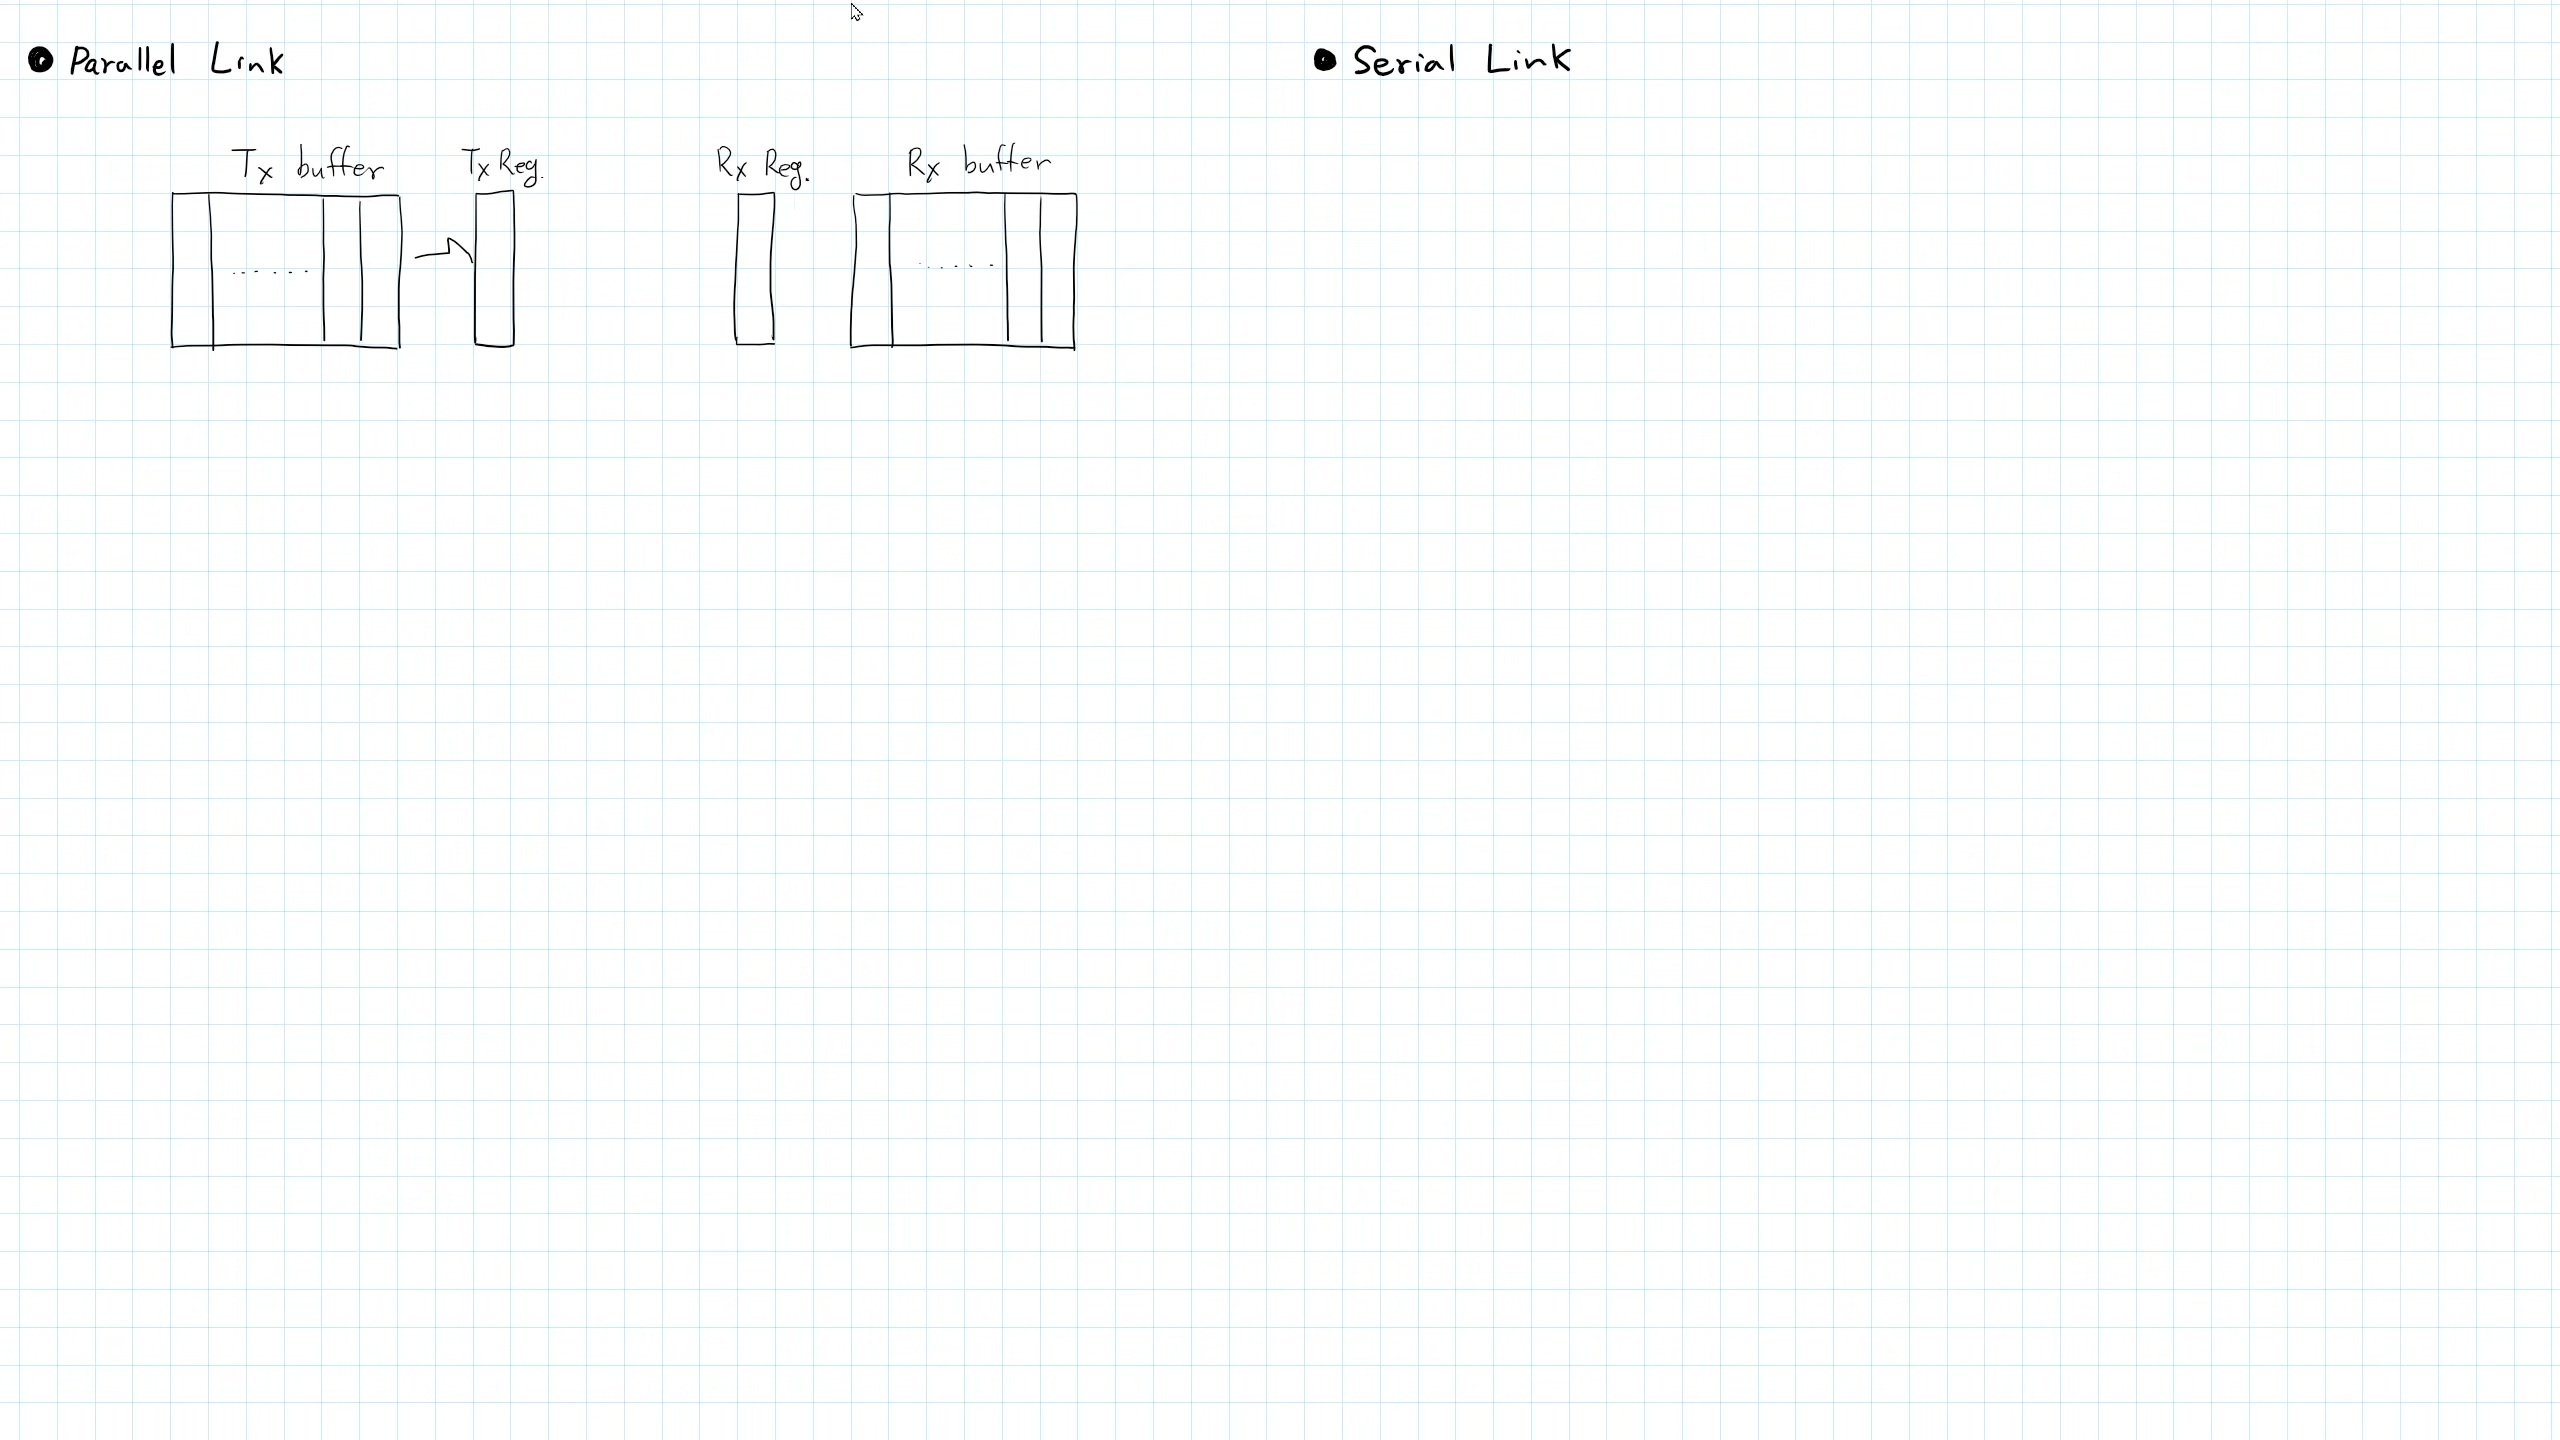 Parallel Link
Serial Link
Tx buffer
Tx Reg.
Rx Reg.
Rx buffer